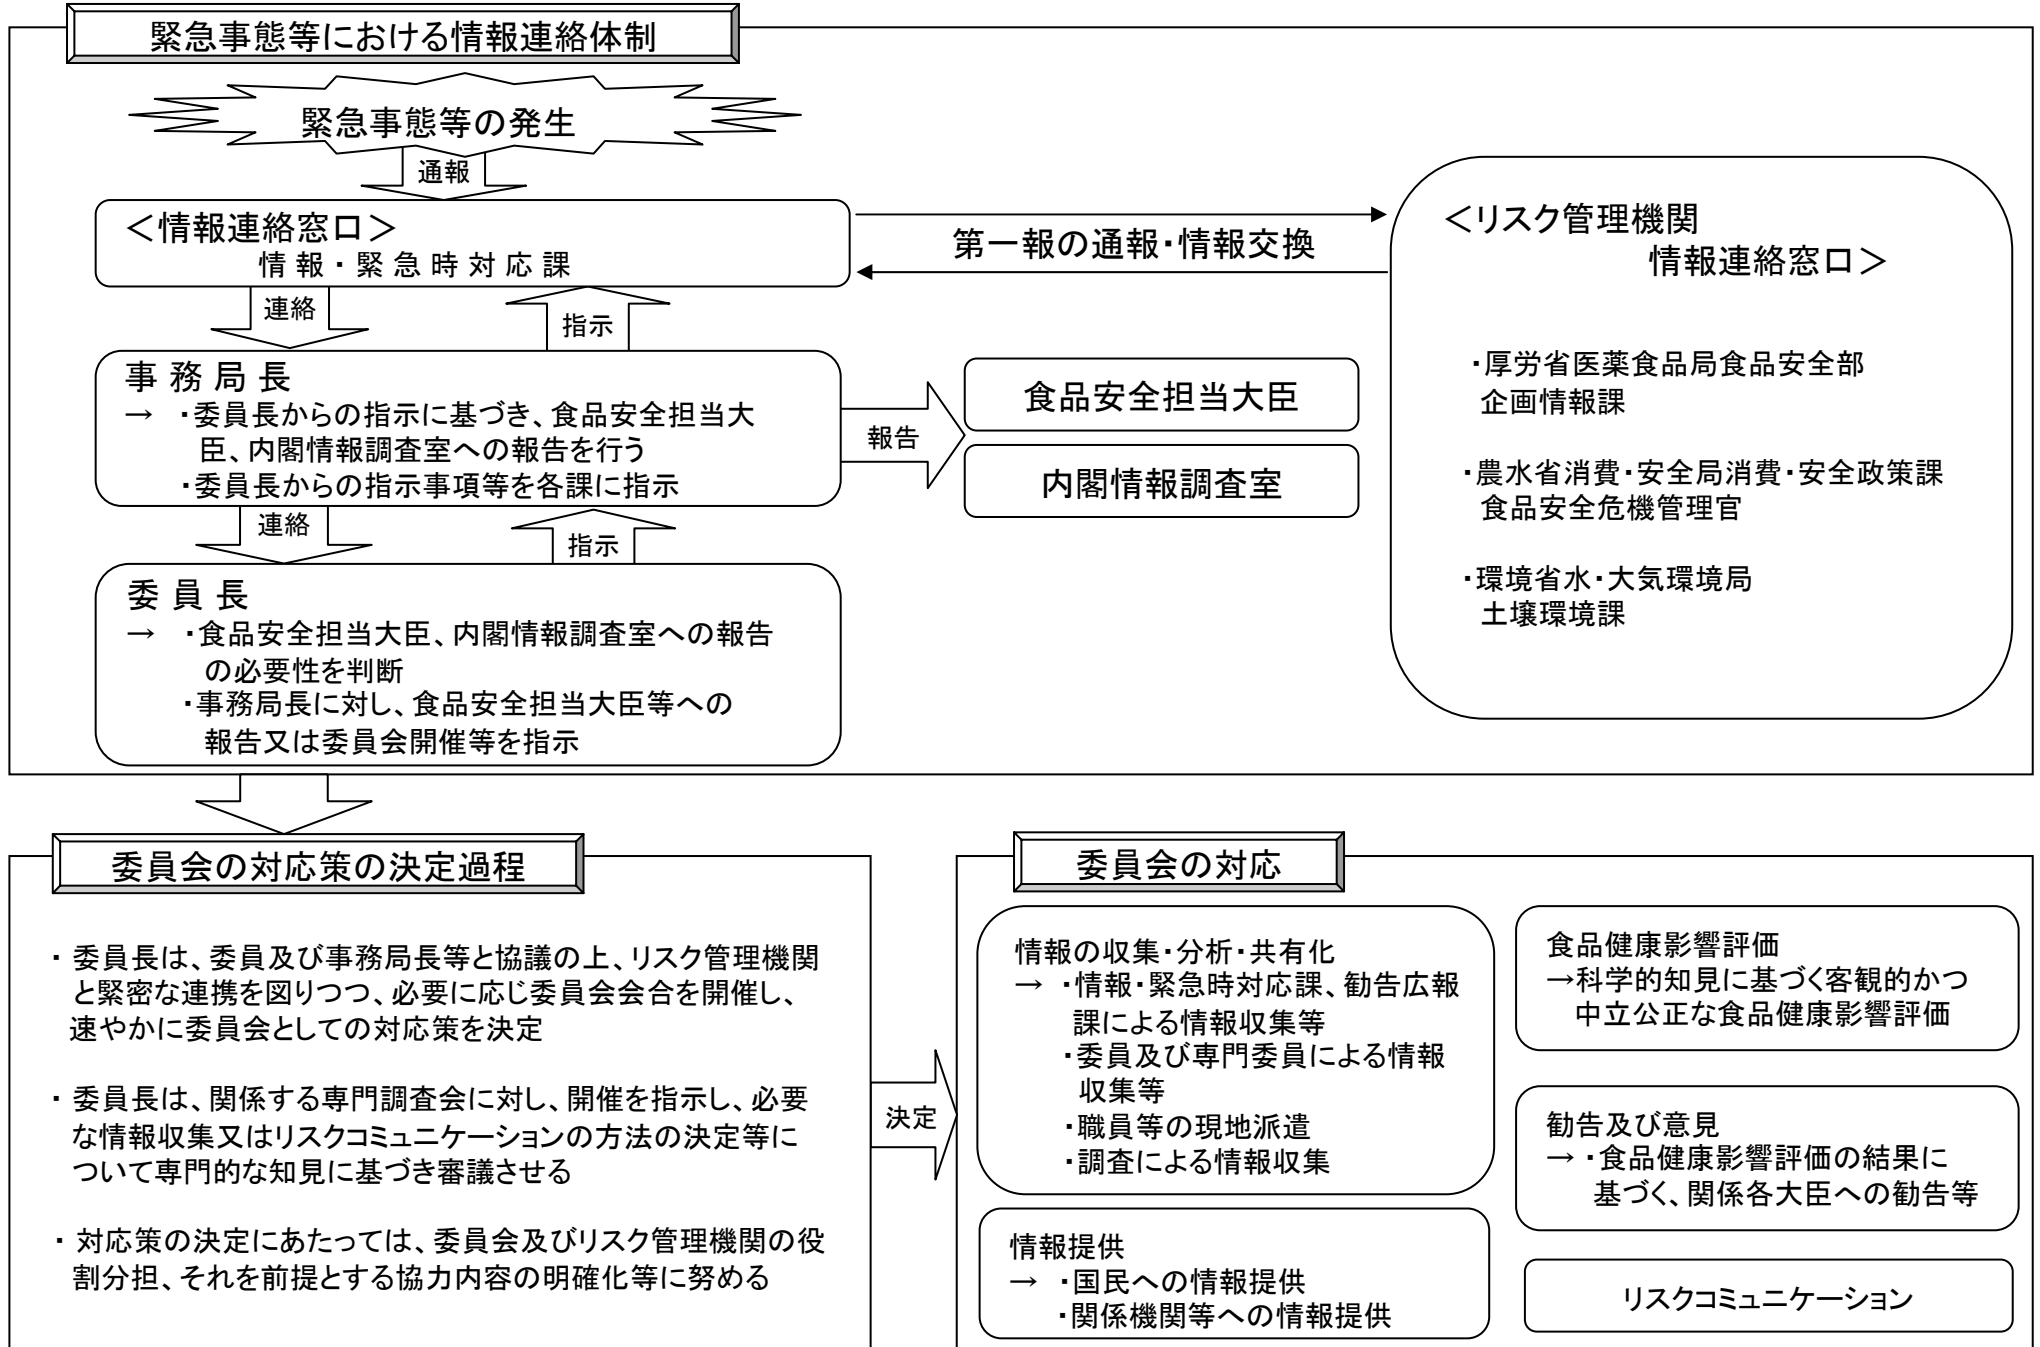 緊急事態等における情報連絡体制
緊急事態等の発生
通報
＜情報連絡窓口＞
情報・緊急時対応課
第一報の通報・情報交換
連絡
指示
事務局長
→ ・委員長からの指示に基づき、食品安全担当大
臣、内閣情報調査室への報告を行う
・委員長からの指示事項等を各課に指示
報告
食品安全担当大臣
内閣情報調査室
連絡
指示
委員長
→ ・食品安全担当大臣、内閣情報調査室への報告
の必要性を判断
・事務局長に対し、食品安全担当大臣等への
報告又は委員会開催等を指示
＜リスク管理機関
情報連絡窓口＞
・厚労省医薬食品局食品安全部
企画情報課
・農水省消費・安全局消費・安全政策課
食品安全危機管理官
・環境省水・大気環境局
土壌環境課
委員会の対応策の決定過程
・ 委員長は、委員及び事務局長等と協議の上、リスク管理機関
と緊密な連携を図りつつ、必要に応じ委員会会合を開催し、
速やかに委員会としての対応策を決定
・ 委員長は、関係する専門調査会に対し、開催を指示し、必要
な情報収集又はリスクコミュニケーションの方法の決定等に
ついて専門的な知見に基づき審議させる
・ 対応策の決定にあたっては、委員会及びリスク管理機関の役
割分担、それを前提とする協力内容の明確化等に努める
決定
委員会の対応
情報の収集・分析・共有化
→ ・情報・緊急時対応課、勧告広報
課による情報収集等
・委員及び専門委員による情報
収集等
・職員等の現地派遣
・調査による情報収集
情報提供
→ ・国民への情報提供
・関係機関等への情報提供
食品健康影響評価
→科学的知見に基づく客観的かつ
中立公正な食品健康影響評価
勧告及び意見
→ ・食品健康影響評価の結果に
基づく、関係各大臣への勧告等
リスクコミュニケーション